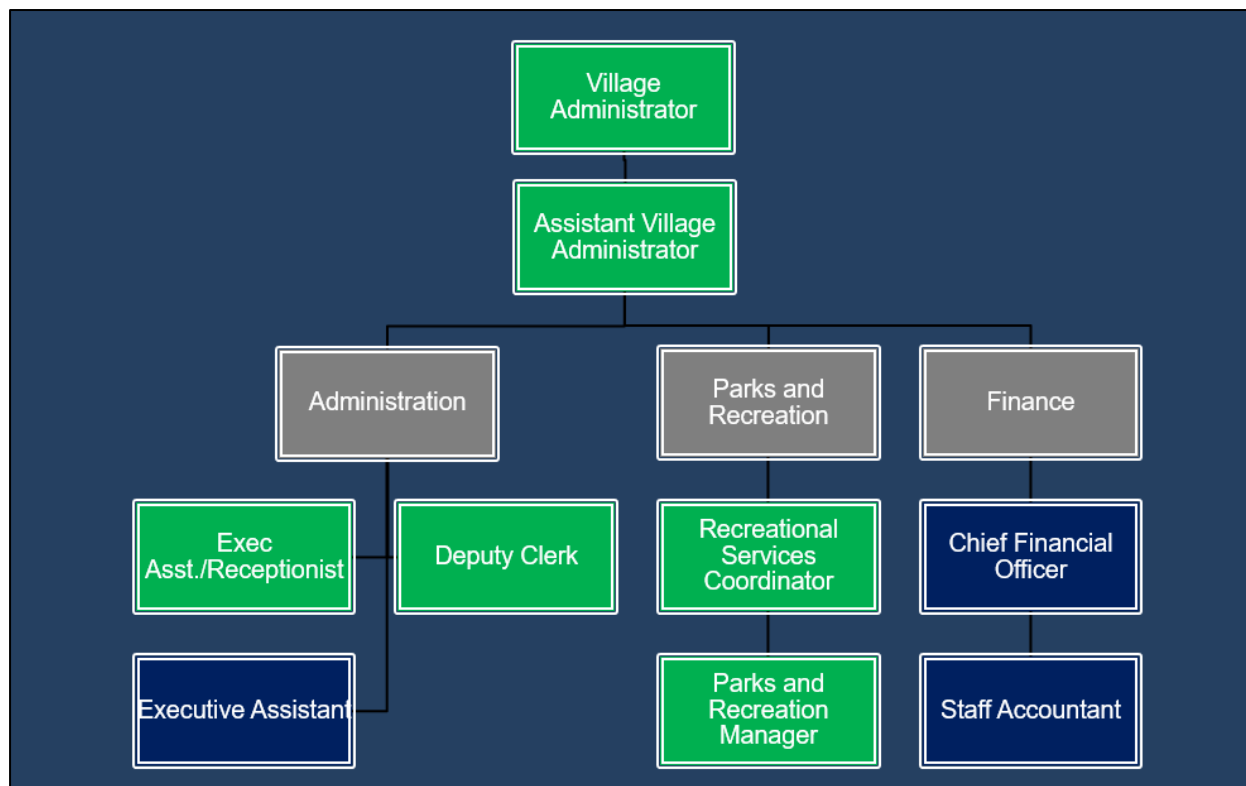 Village
Administrator
Assistant Village
Administrator
Administration
Parks and
Recreation
Finance
Exec
Asst./Receptionist
Deputy Clerk
Recreational
Services
Coordinator
Chief Financial
Officer
Executive Assistant
Parks and
Recreation
Manager
Staff Accountant